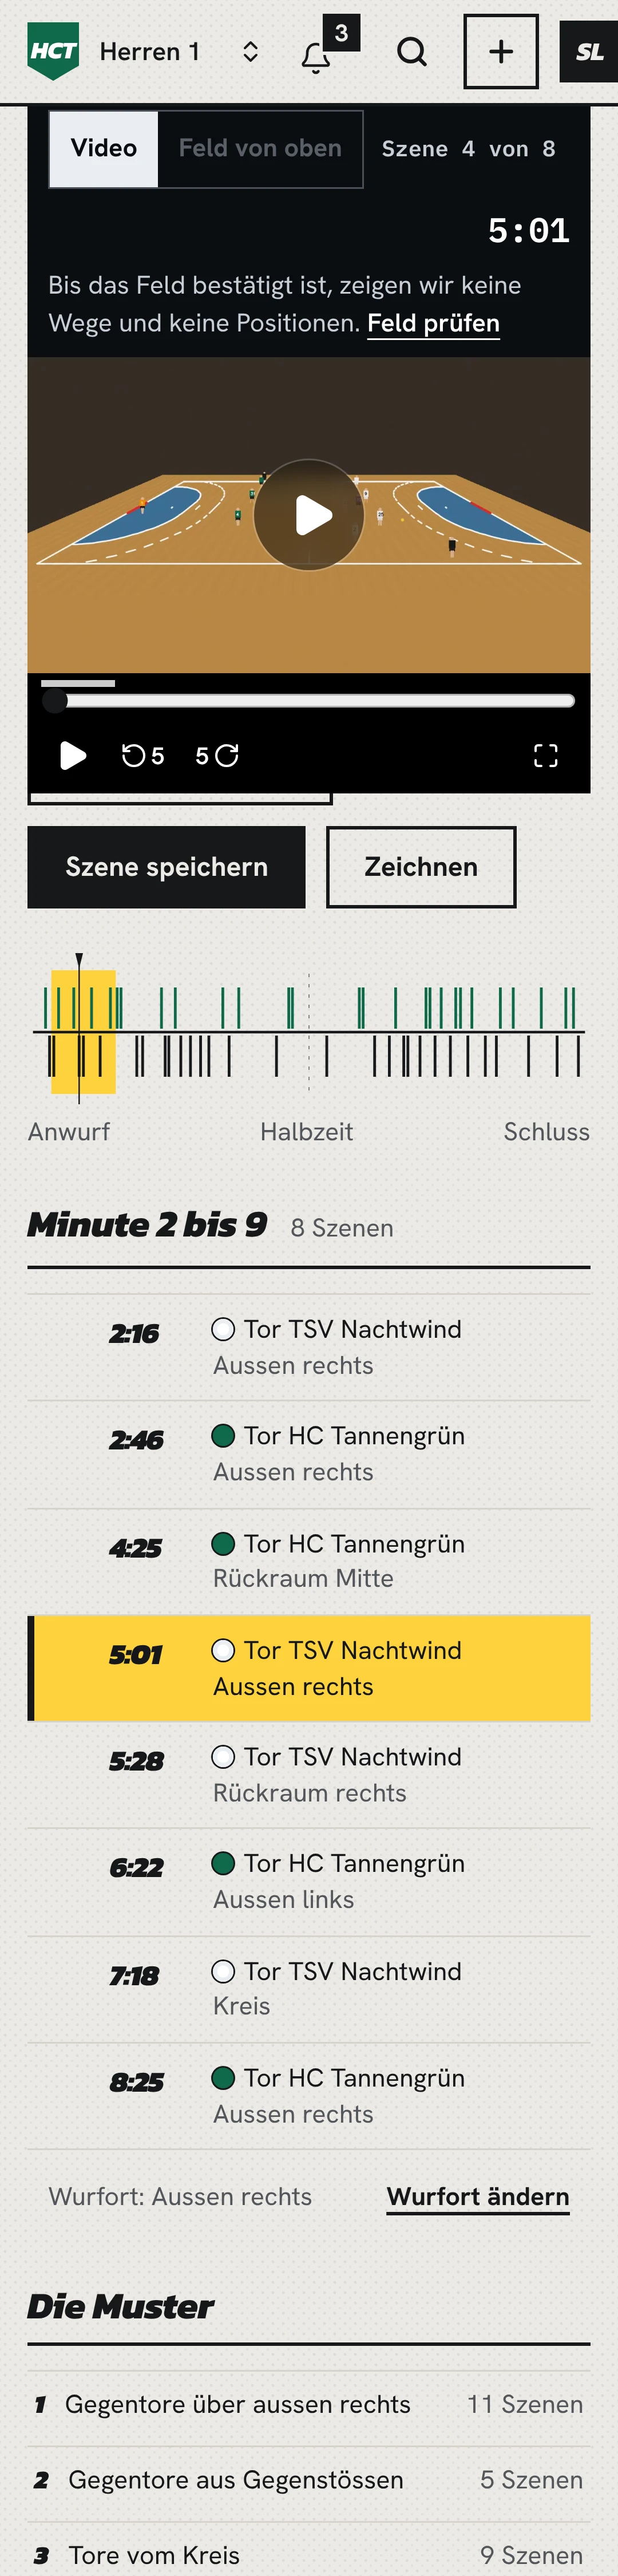 HCT Herren 1 3 SL
Video Feld von oben Szene 4 von 8
5:01
Bis das Feld bestätigt ist, zeigen wir keine
Wege und keine Positionen. Feld prüfen
5 5
Szene speichern Zeichnen
Anwurf Halbzeit Schluss
Minute 2 bis 9 8 Szenen
2:16 Tor TSV Nachtwind
Aussen rechts
2:46 Tor HC Tannengrün
Aussen rechts
4:25 Tor HC Tannengrün
Rückraum Mitte
5:01 Tor TSV Nachtwind
Aussen rechts
5:28 Tor TSV Nachtwind
Rückraum rechts
6:22 Tor HC Tannengrün
Aussen links
7:18 Tor TSV Nachtwind
Kreis
8:25 Tor HC Tannengrün
Aussen rechts
Wurfort: Aussen rechts Wurfort ändern
Die Muster
1 Gegentore über aussen rechts 11 Szenen
2 Gegentore aus Gegenstössen 5 Szenen
3 Tore vom Kreis 9 Szenen